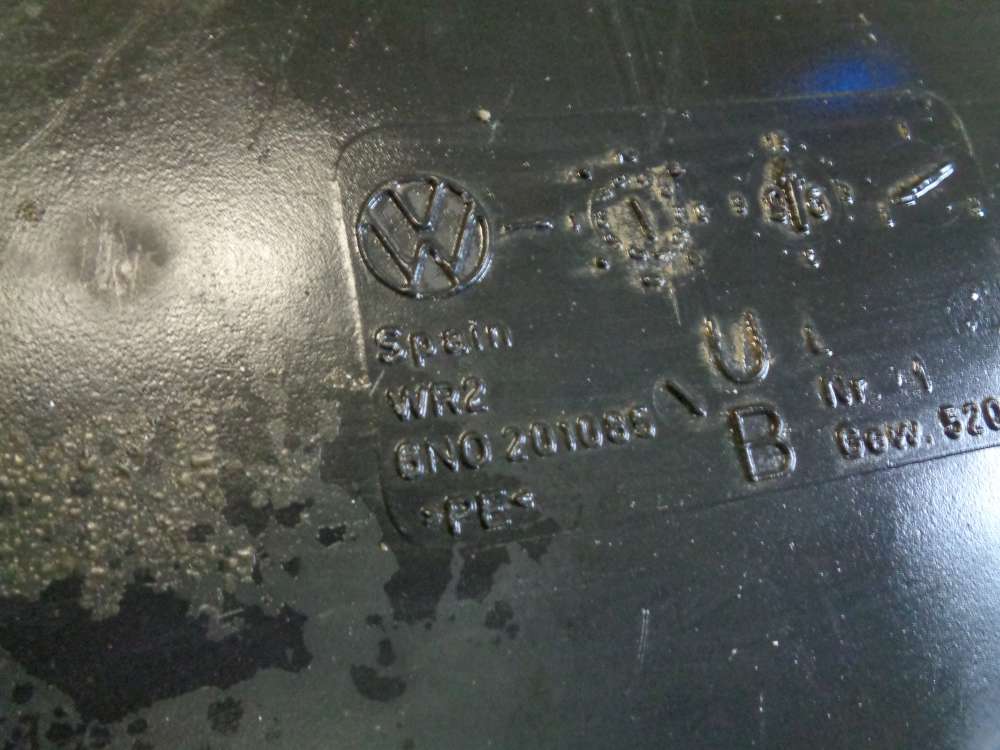 VW
Spain
WR2
6N0 201085
>PE<
U
B
Nr. 1
Gew. 520